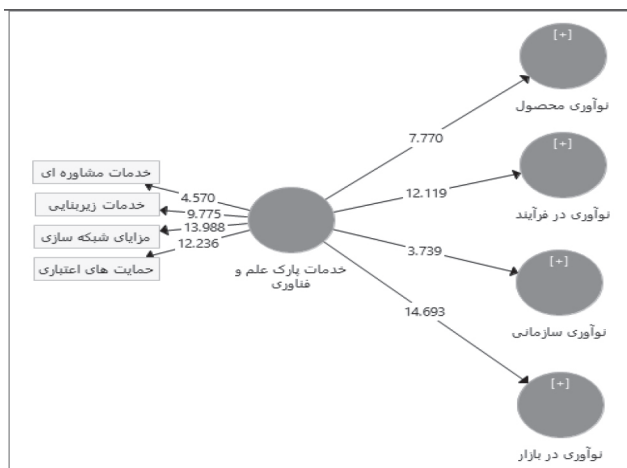 [+]
نوآوری محصول
7.770
[+]
نوآوری در فرآیند
12.119
خدمات مشاوره ای
4.570
خدمات زیربنایی
9.775
مزایای شبکه سازی
13.988
حمایت های اعتباری
12.236
خدمات پارک علم و
فناوری
3.739
[+]
نوآوری سازمانی
14.693
[+]
نوآوری در بازار